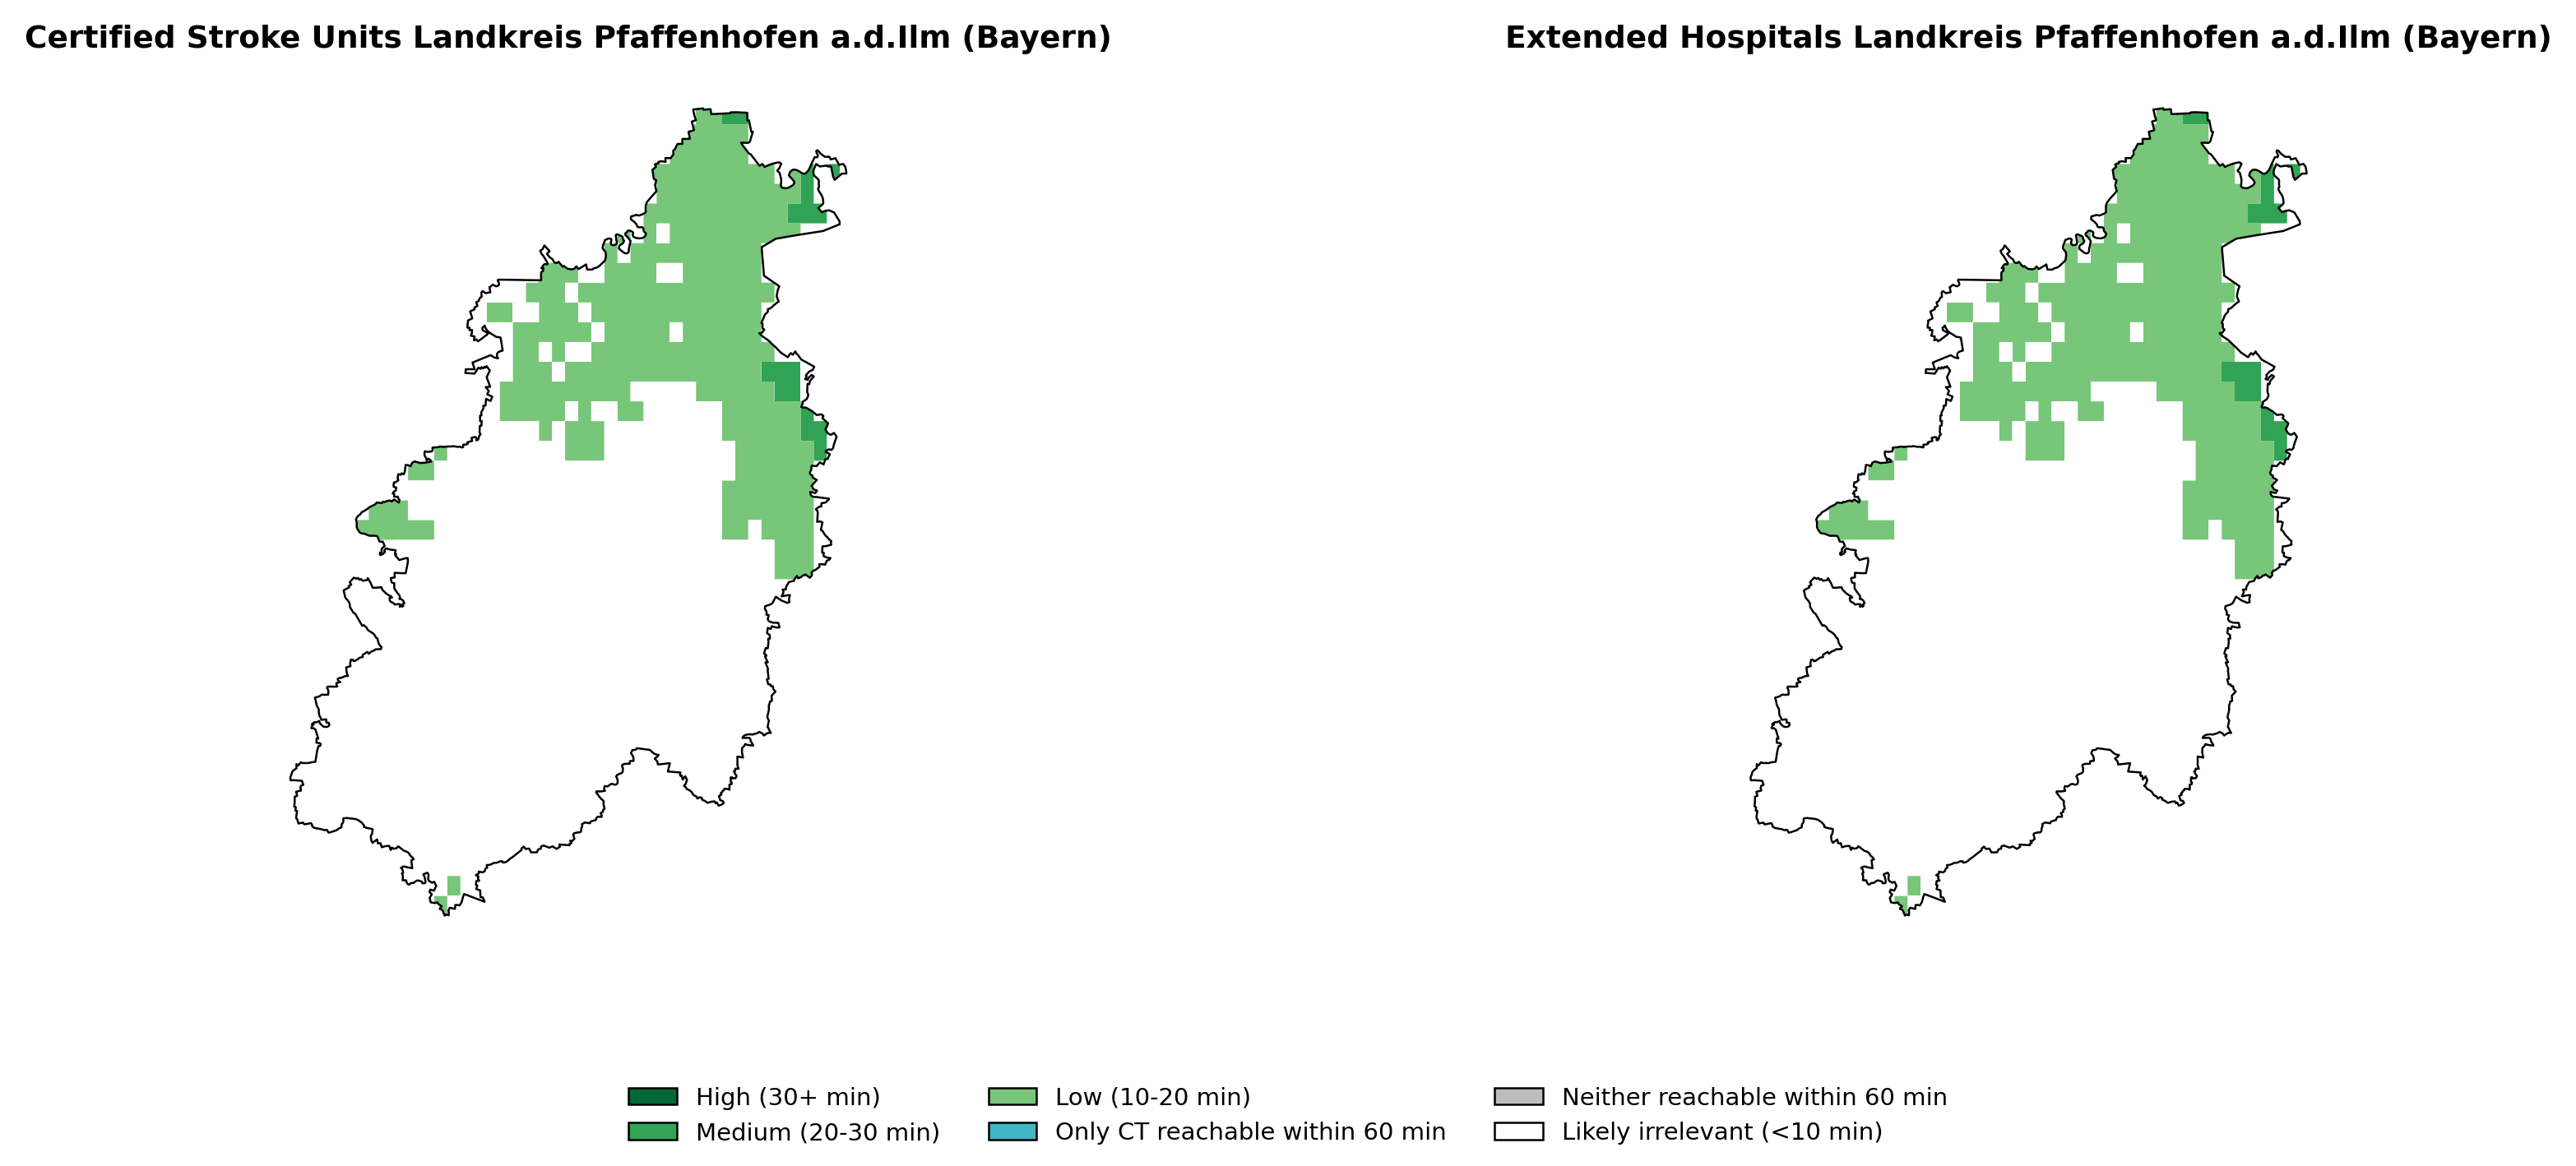 Certified Stroke Units Landkreis Pfaffenhofen a.d.Ilm (Bayern)
Extended Hospitals Landkreis Pfaffenhofen a.d.Ilm (Bayern)
High (30+ min)
Medium (20-30 min)
Low (10-20 min)
Only CT reachable within 60 min
Neither reachable within 60 min
Likely irrelevant (<10 min)